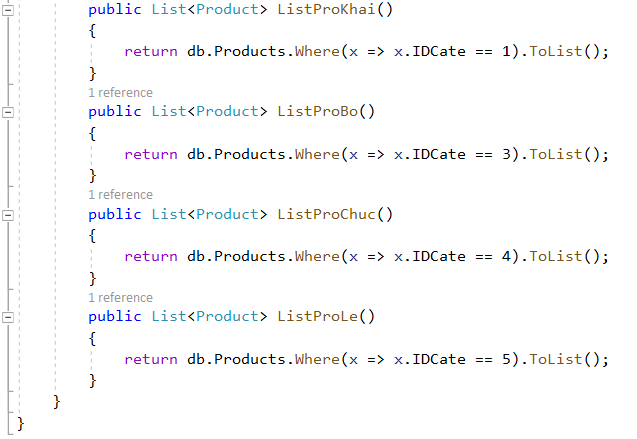 public List<Product> ListProKhai()
{
return db.Products.Where(x => x.IDCate == 1).ToList();
}
1 reference
public List<Product> ListProBo()
{
return db.Products.Where(x => x.IDCate == 3).ToList();
}
1 reference
public List<Product> ListProChuc()
{
return db.Products.Where(x => x.IDCate == 4).ToList();
}
1 reference
public List<Product> ListProLe()
{
return db.Products.Where(x => x.IDCate == 5).ToList();
}
}
}